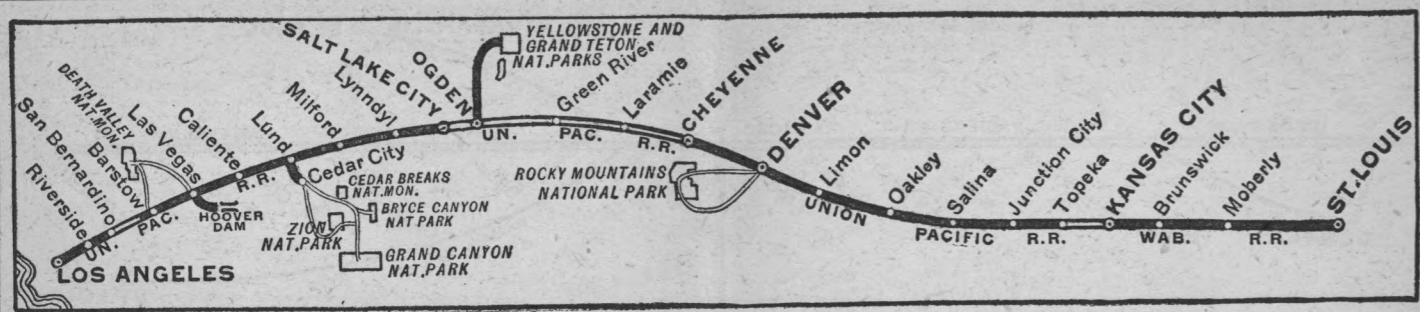 YELLOWSTONE AND
GRAND TETON
NAT. PARKS
SALT LAKE CITY
OGDEN
Green River
Laramie
CHEYENNE
DENVER
Lynndyl
Milford
Lund
Caliente
Las Vegas
DEATH VALLEY
NAT. MON.
Barstow
San Bernardino
Riverside
LOS ANGELES
UN.
PAC.
R.R.
HOOVER
DAM
Cedar City
CEDAR BREAKS
NAT. MON.
BRYCE CANYON
NAT PARK
ZION
NAT. PARK
GRAND CANYON
NAT. PARK
UN.
PAC.
R.R.
ROCKY MOUNTAINS
NATIONAL PARK
Limon
Oakley
Salina
Junction City
Topeka
KANSAS CITY
Brunswick
Moberly
ST. LOUIS
UNION
PACIFIC
R.R.
WAB.
R.R.